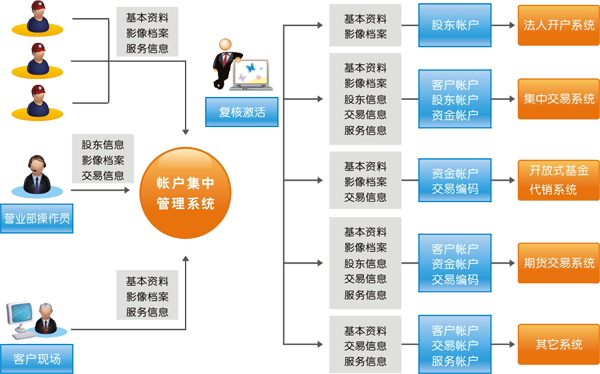 基本资料
影像档案
服务信息
股东信息
影像档案
交易信息
营业部操作员
帐户集中
管理系统
基本资料
影像档案
服务信息
客户现场
复核激活
基本资料
影像档案
股东帐户
法人开户系统
基本资料
影像档案
股东信息
交易信息
服务信息
客户帐户
股东帐户
资金帐户
集中交易系统
基本资料
影像档案
交易信息
资金帐户
交易编码
开放式基金
代销系统
基本资料
影像档案
股东信息
交易信息
服务信息
客户帐户
资金帐户
交易编码
期货交易系统
基本资料
交易信息
服务信息
客户帐户
交易帐户
服务帐户
其它系统